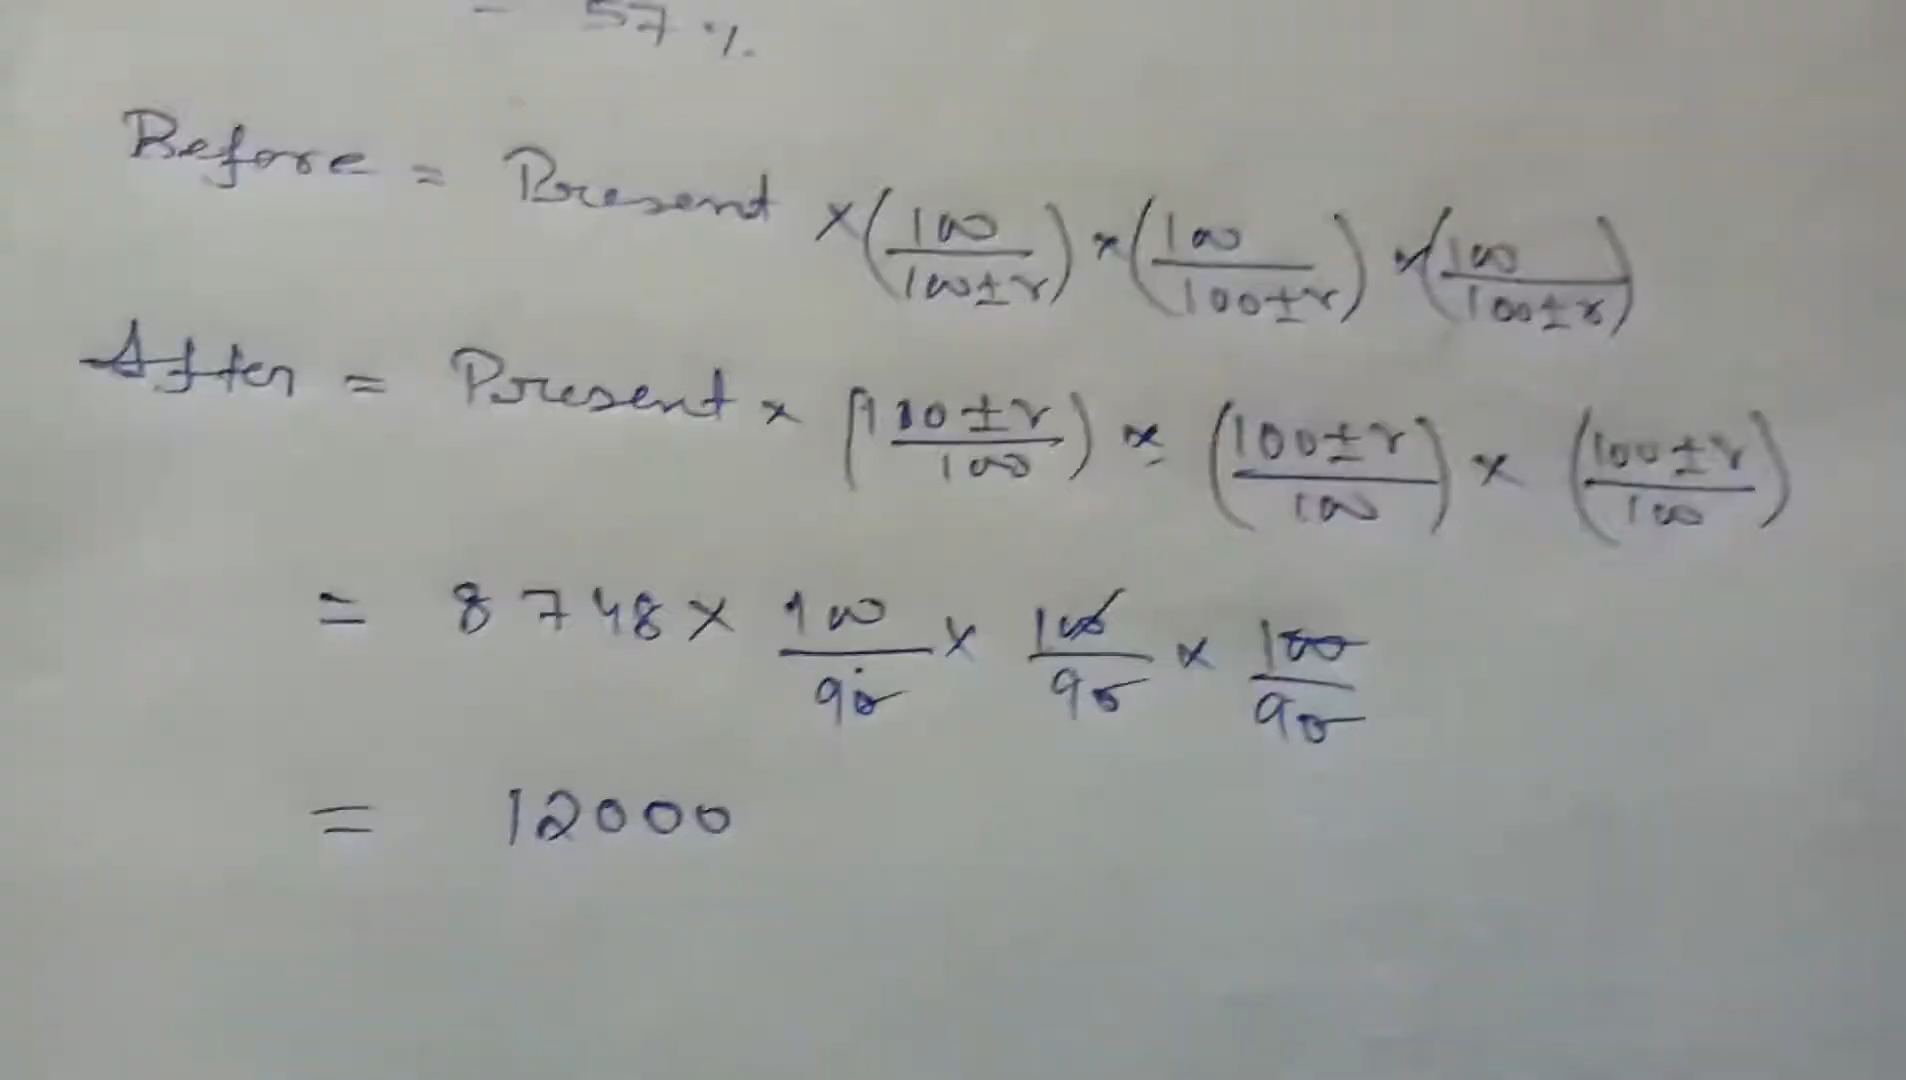 = 57 %.
Before = Present × (100/100±r) × (100/100±r) × (100/100±r)
After = Present × (100±r/100) × (100±r/100) × (100±r/100)
= 8748 × 100/90 × 100/90 × 100/90
= 12000